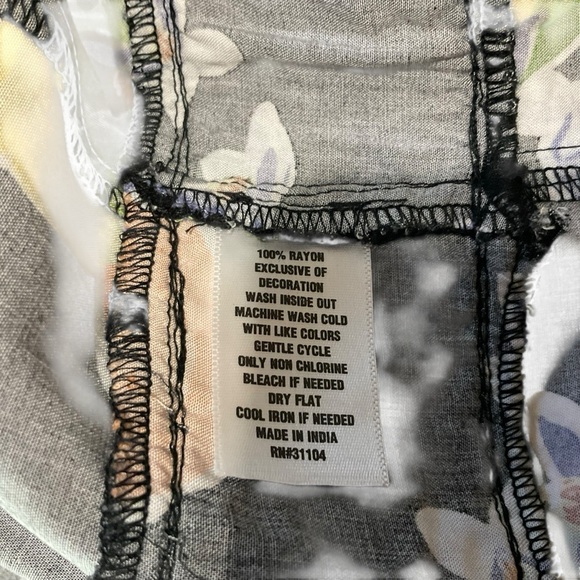 100% RAYON
EXCLUSIVE OF
DECORATION
WASH INSIDE OUT
MACHINE WASH COLD
WITH LIKE COLORS
GENTLE CYCLE
ONLY NON CHLORINE
BLEACH IF NEEDED
DRY FLAT
COOL IRON IF NEEDED
MADE IN INDIA
RN#31104